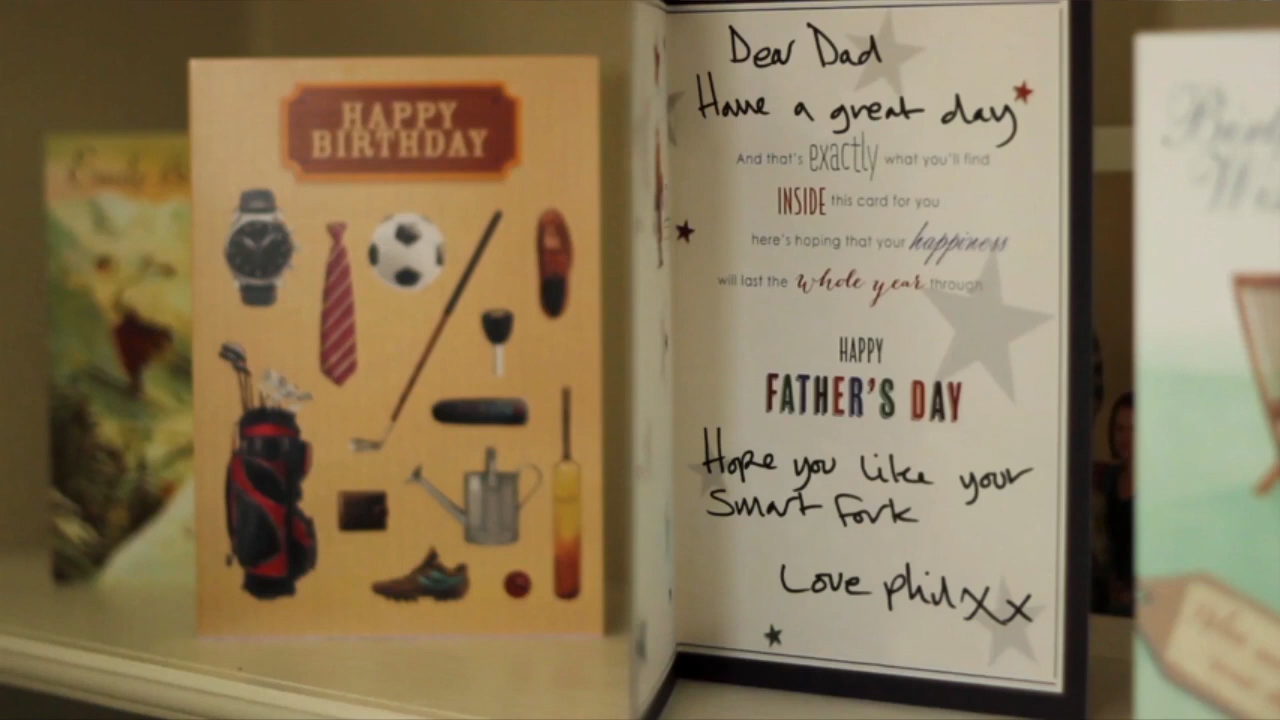 HAPPY
BIRTHDAY
Dear Dad
Have a great day
And that's exactly what you'll find
INSIDE this card for you
here's hoping that your happiness
will last the whole year through
HAPPY
FATHER'S DAY
Hope you like your
Smart Fork
Love phil xx